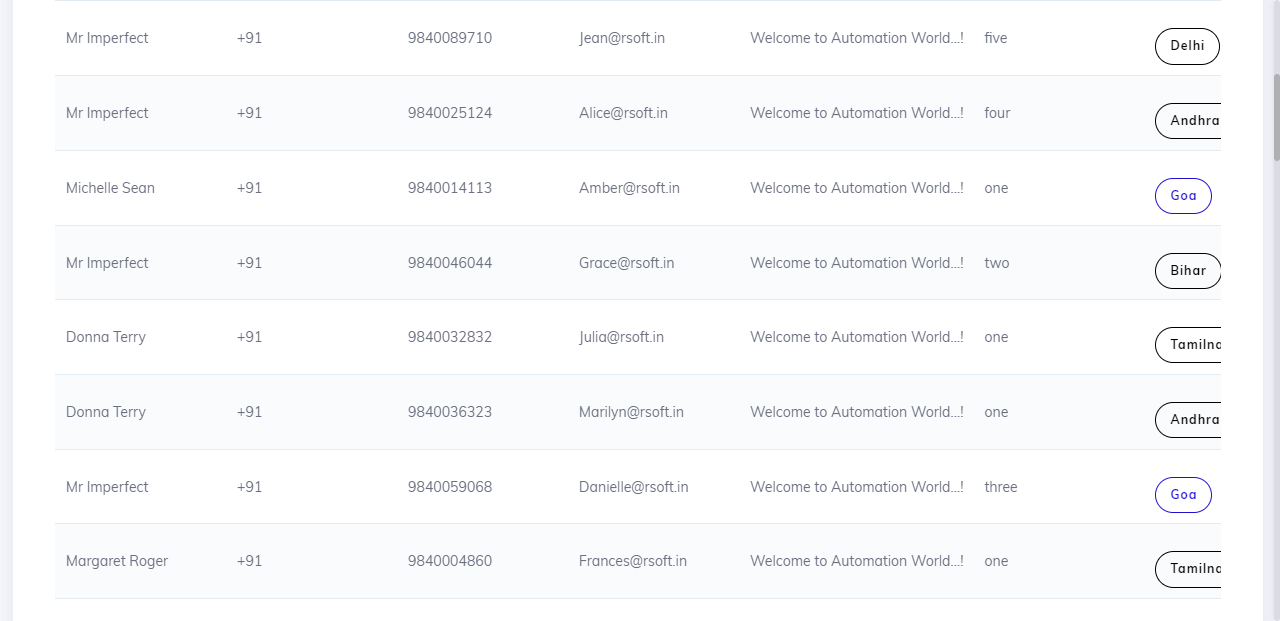 Mr Imperfect +91 9840089710 Jean@rsoft.in Welcome to Automation World...! five Delhi
Mr Imperfect +91 9840025124 Alice@rsoft.in Welcome to Automation World...! four Andhra
Michelle Sean +91 9840014113 Amber@rsoft.in Welcome to Automation World...! one Goa
Mr Imperfect +91 9840046044 Grace@rsoft.in Welcome to Automation World...! two Bihar
Donna Terry +91 9840032832 Julia@rsoft.in Welcome to Automation World...! one
Donna Terry +91 9840036323 Marilyn@rsoft.in Welcome to Automation World...! one Andhra
Mr Imperfect +91 9840059068 Danielle@rsoft.in Welcome to Automation World...! three Goa
Margaret Roger +91 9840004860 Frances@rsoft.in Welcome to Automation World...! one